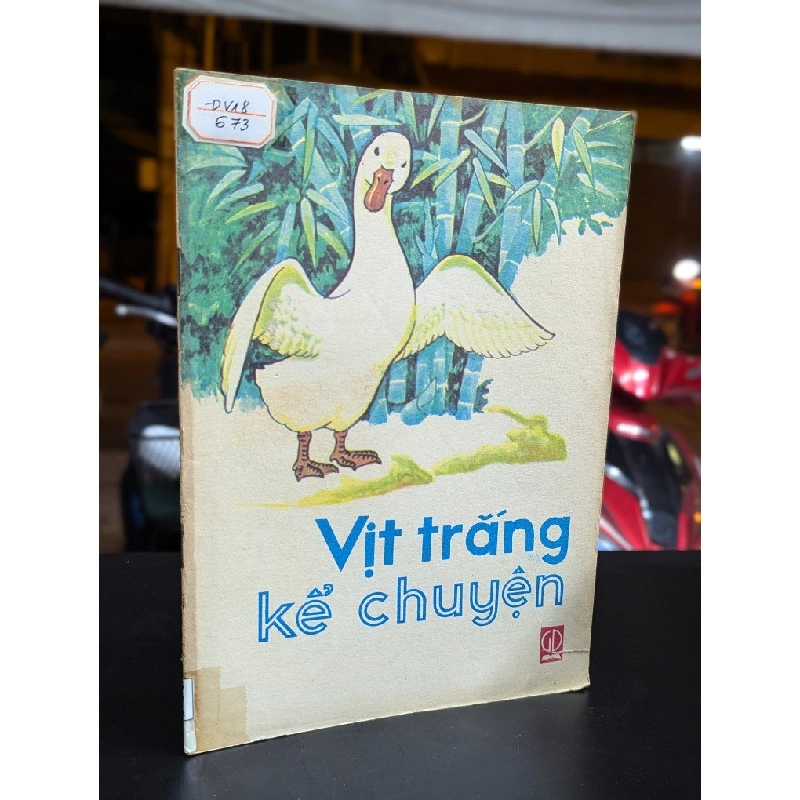 DV18
673
Vịt trắng
kể chuyện
GD